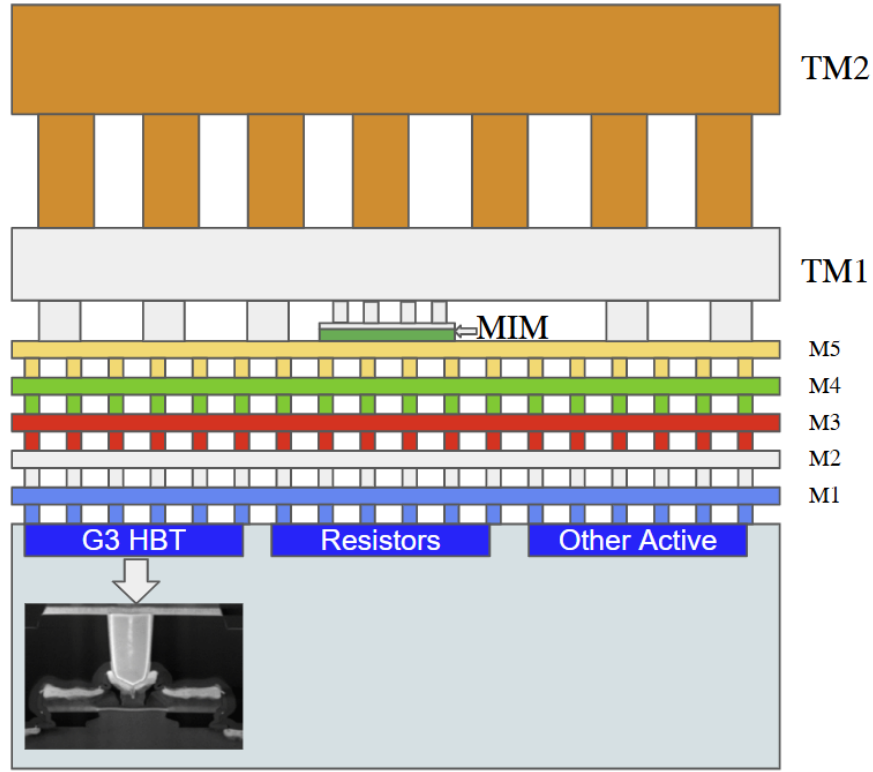 TM2
TM1
MIM
M5
M4
M3
M2
M1
G3 HBT
Resistors
Other Active